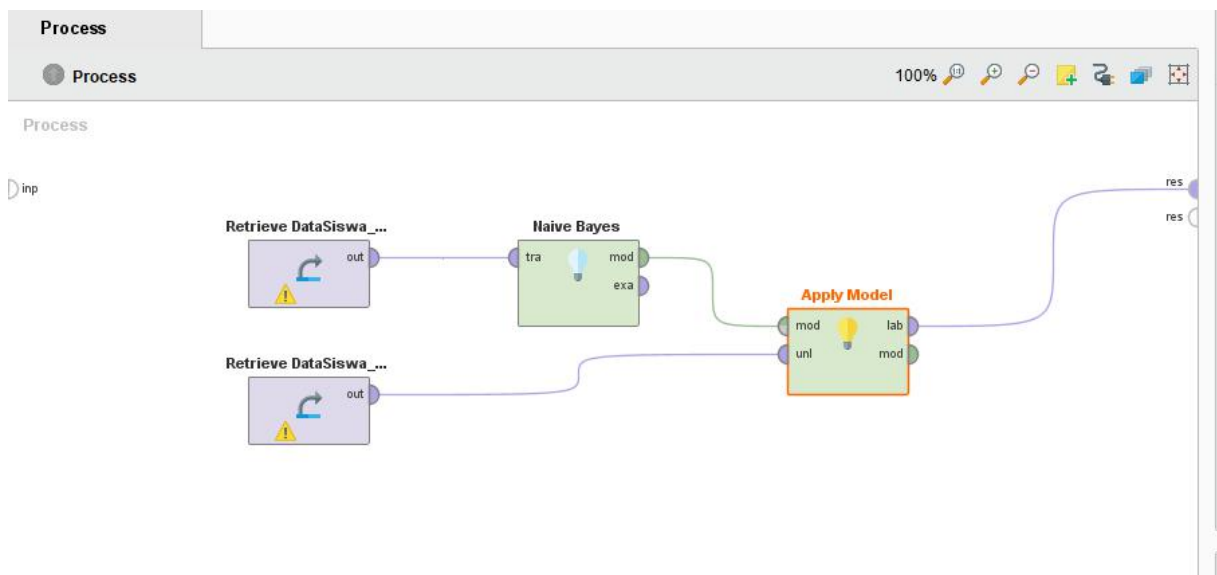 Process
Process
100%
Process
inp
res
res
Retrieve DataSiswa_...
out
Naive Bayes
tra
mod
exa
Apply Model
mod
lab
unl
mod
Retrieve DataSiswa_...
out